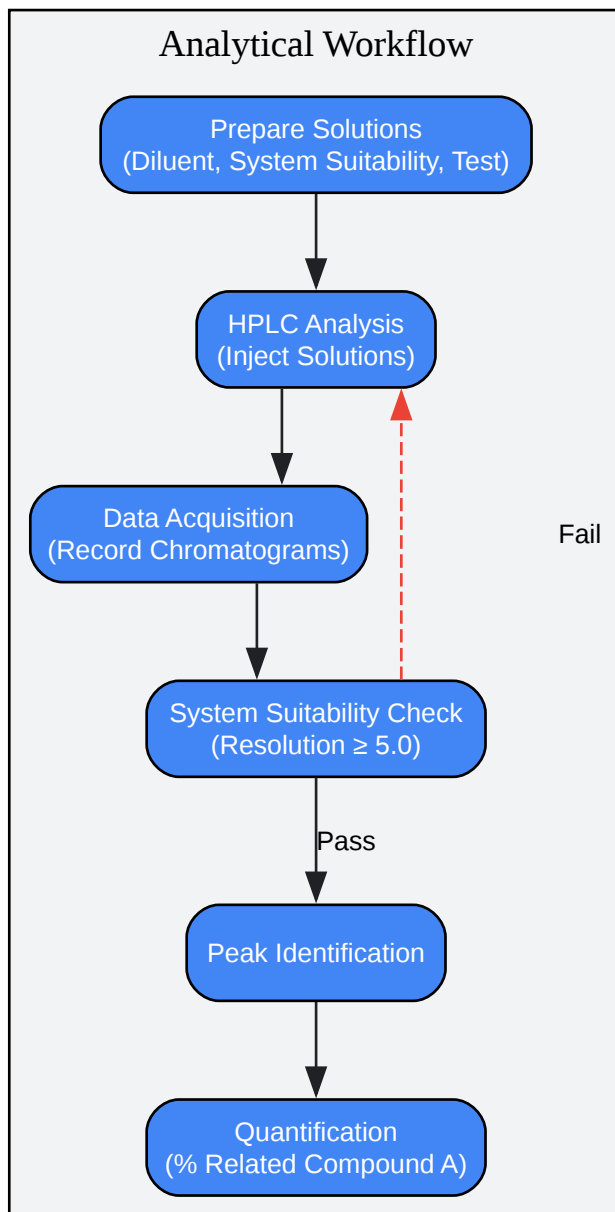 Analytical Workflow
Prepare Solutions
(Diluent, System Suitability, Test)
HPLC Analysis
(Inject Solutions)
Data Acquisition
(Record Chromatograms)
Fail
System Suitability Check
(Resolution ≥ 5.0)
Pass
Peak Identification
Quantification
(% Related Compound A)